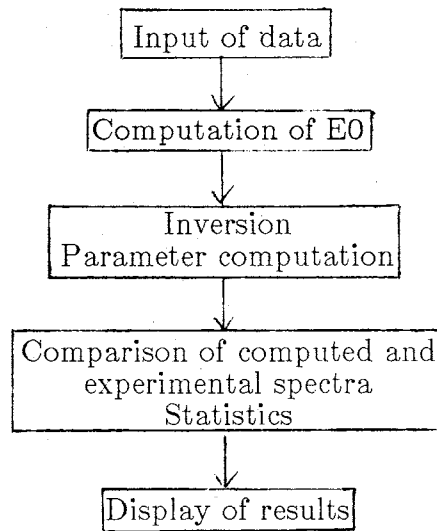 Input of data
Computation of E0
Inversion
Parameter computation
Comparison of computed and
experimental spectra
Statistics
Display of results